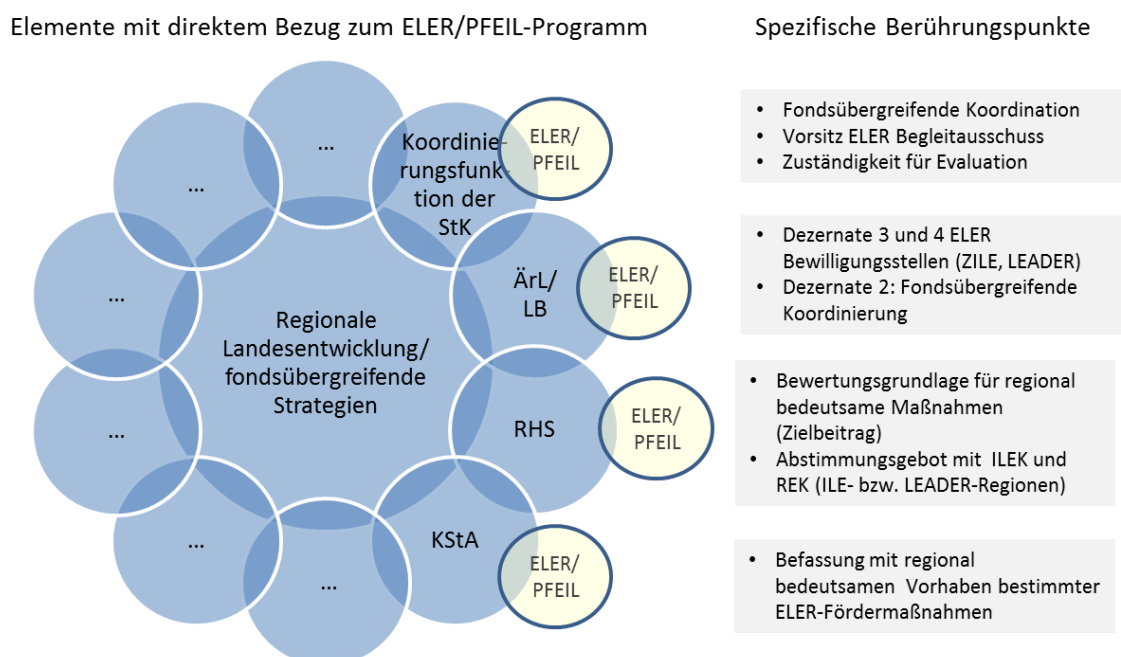 Elemente mit direktem Bezug zum ELER/PFEIL-Programm
Spezifische Berührungspunkte
...
...
...
...
...
...
Koordinie-
rungsfunk-
tion der
StK
ELER/
PFEIL
ÄrL/
LB
ELER/
PFEIL
RHS
ELER/
PFEIL
KStA
ELER/
PFEIL
Regionale
Landesentwicklung/
fondsübergreifende
Strategien
• Fondsübergreifende Koordination
• Vorsitz ELER Begleitausschuss
• Zuständigkeit für Evaluation
• Dezernate 3 und 4 ELER
Bewilligungsstellen (ZILE, LEADER)
• Dezernate 2: Fondsübergreifende
Koordinierung
• Bewertungsgrundlage für regional
bedeutsame Maßnahmen
(Zielbeitrag)
• Abstimmungsgebot mit ILEK und
REK (ILE- bzw. LEADER-Regionen)
• Befassung mit regional
bedeutsamen Vorhaben bestimmter
ELER-Fördermaßnahmen